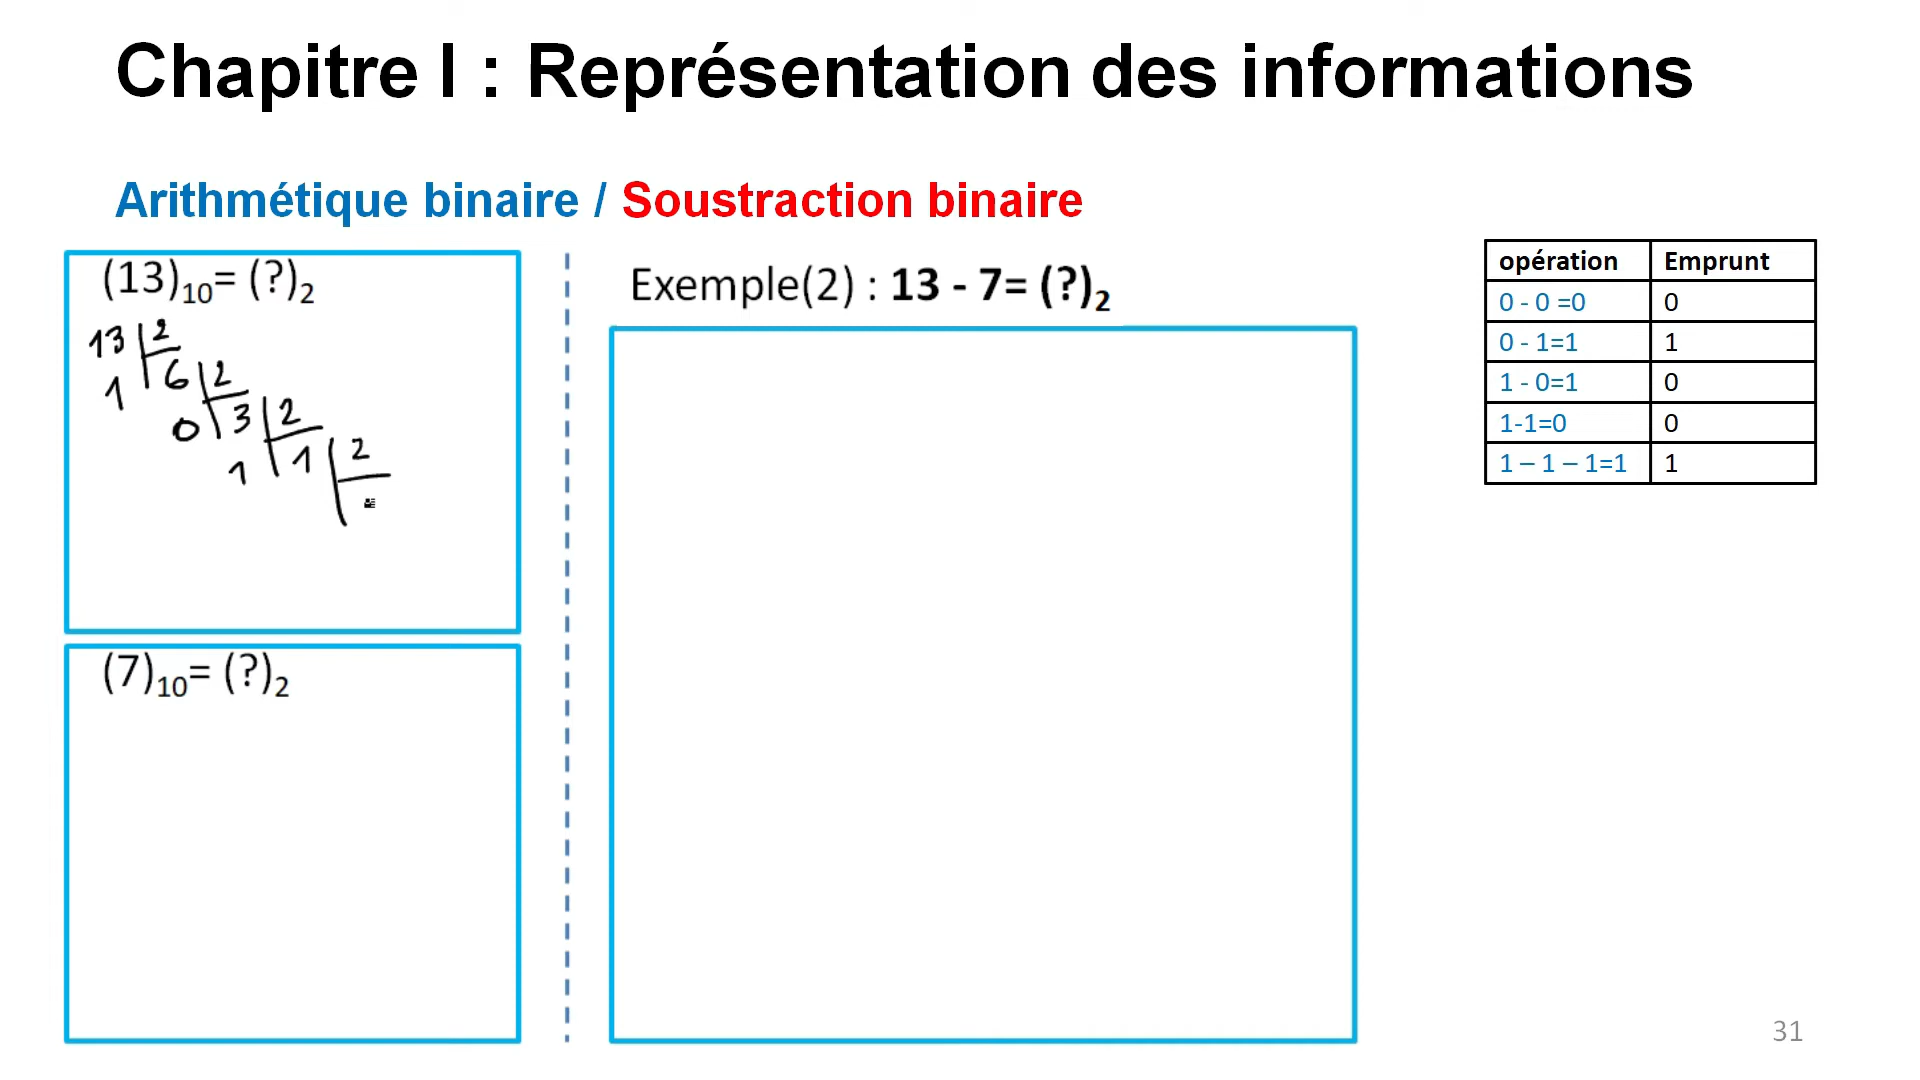 Chapitre I : Représentation des informations
Arithmétique binaire / Soustraction binaire
(13)₁₀= (?)₂
13 2
1 6 2
0 3 2
1 1 2
(7)₁₀= (?)₂
Exemple(2) : 13 - 7= (?)₂
opération Emprunt
0 - 0 =0 0
0 - 1=1 1
1 - 0=1 0
1-1=0 0
1 – 1 – 1=1 1
31